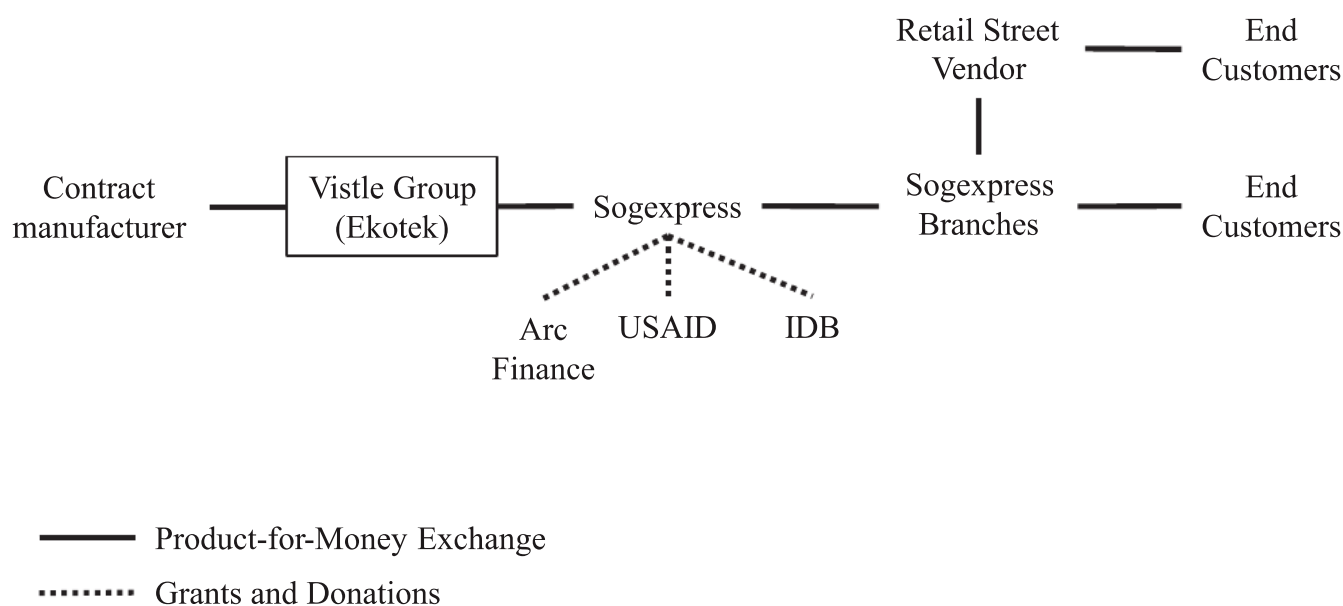 Retail Street
Vendor
End
Customers
Contract
manufacturer
Vistle Group
(Ekotek)
Sogexpress
Sogexpress
Branches
End
Customers
Arc
Finance
USAID
IDB
Product-for-Money Exchange
Grants and Donations